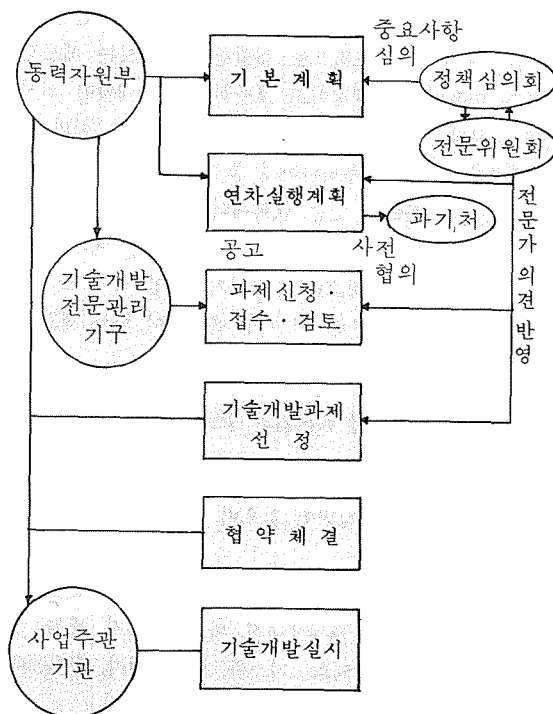 중요사항
심의
동력자원부
기 본 계 획
정책심의회
전문위원회
연차실행계획
과기처
공고
사전
협의
전문가 의견 반영
기술개발
전문관리
기구
과제신청·
접수·검토
기술개발과제
선 정
협 약 체 결
사업주관
기관
기술개발실시